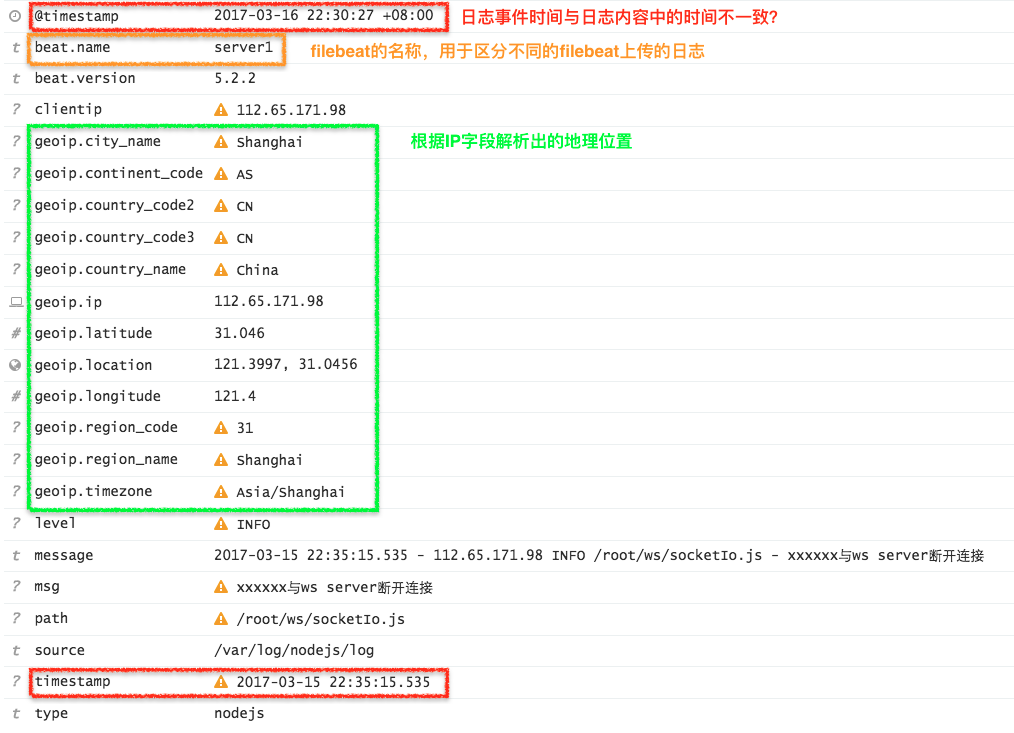 @timestamp 2017-03-16 22:30:27 +08:00 日志事件时间与日志内容中的时间不一致?
t beat.name server1 filebeat的名称，用于区分不同的filebeat上传的日志
t beat.version 5.2.2
? clientip 112.65.171.98
? geoip.city_name Shanghai 根据IP字段解析出的地理位置
? geoip.continent_code AS
? geoip.country_code2 CN
? geoip.country_code3 CN
? geoip.country_name China
geoip.ip 112.65.171.98
# geoip.latitude 31.046
geoip.location 121.3997, 31.0456
# geoip.longitude 121.4
? geoip.region_code 31
? geoip.region_name Shanghai
? geoip.timezone Asia/Shanghai
? level INFO
t message 2017-03-15 22:35:15.535 - 112.65.171.98 INFO /root/ws/socketIo.js - xxxxxx与ws server断开连接
? msg xxxxxx与ws server断开连接
? path /root/ws/socketIo.js
t source /var/log/nodejs/log
? timestamp 2017-03-15 22:35:15.535
t type nodejs